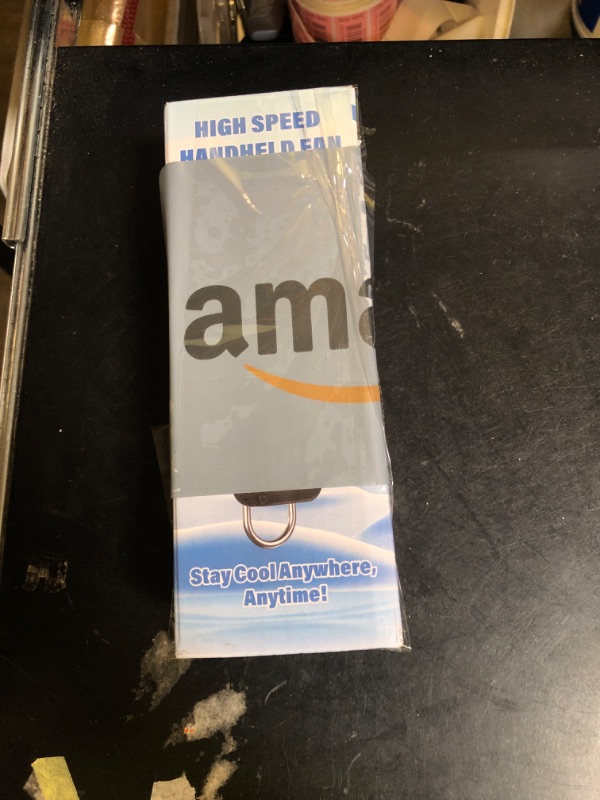 HIGH SPEED
HANDHELD FAN
ama
Stay Cool Anywhere,
Anytime!